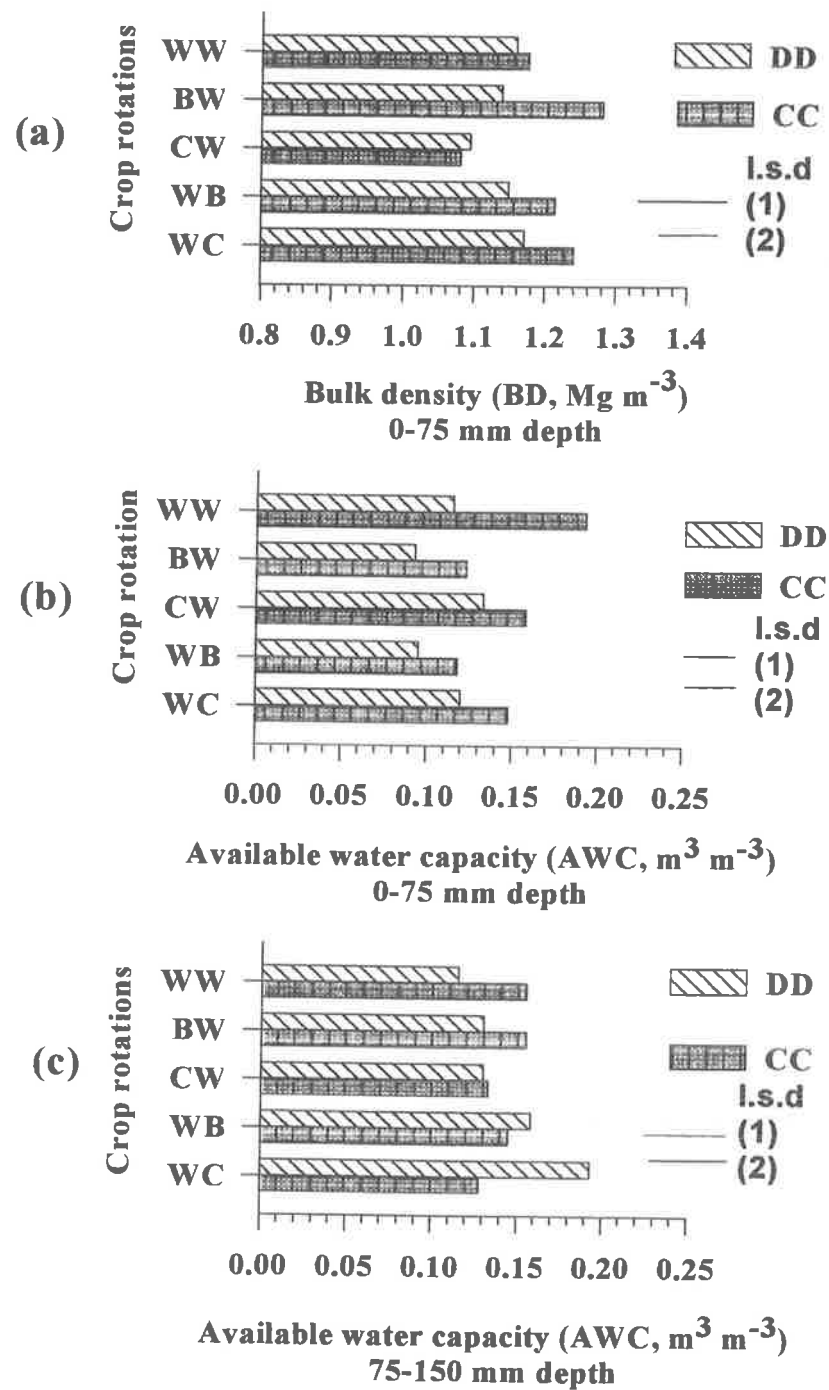 (a)
Crop rotations
WW
BW
CW
WB
WC
DD
CC
l.s.d
(1)
(2)
0.8 0.9 1.0 1.1 1.2 1.3 1.4
Bulk density (BD, Mg m⁻³)
0-75 mm depth
(b)
Crop rotation
WW
BW
CW
WB
WC
DD
CC
l.s.d
(1)
(2)
0.00 0.05 0.10 0.15 0.20 0.25
Available water capacity (AWC, m³ m⁻³)
0-75 mm depth
(c)
Crop rotations
WW
BW
CW
WB
WC
DD
CC
l.s.d
(1)
(2)
0.00 0.05 0.10 0.15 0.20 0.25
Available water capacity (AWC, m³ m⁻³)
75-150 mm depth